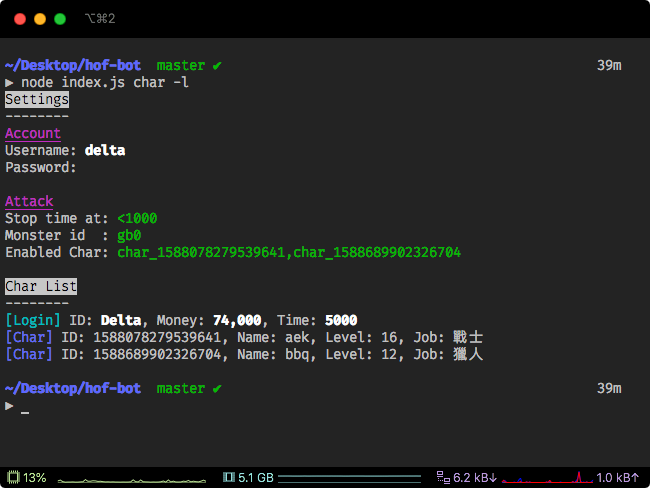 ⌥⌘2
~/Desktop/hof-bot master ✔ 39m
▶ node index.js char -l
Settings
--------
Account
Username: delta
Password:
Attack
Stop time at: <1000
Monster id  : gb0
Enabled Char: char_1588078279539641,char_1588689902326704
Char List
--------
[Login] ID: Delta, Money: 74,000, Time: 5000
[Char] ID: 1588078279539641, Name: aek, Level: 16, Job: 戰士
[Char] ID: 1588689902326704, Name: bbq, Level: 12, Job: 獵人
~/Desktop/hof-bot master ✔ 39m
▶ _
13% 5.1 GB 6.2 kB↓ 1.0 kB↑